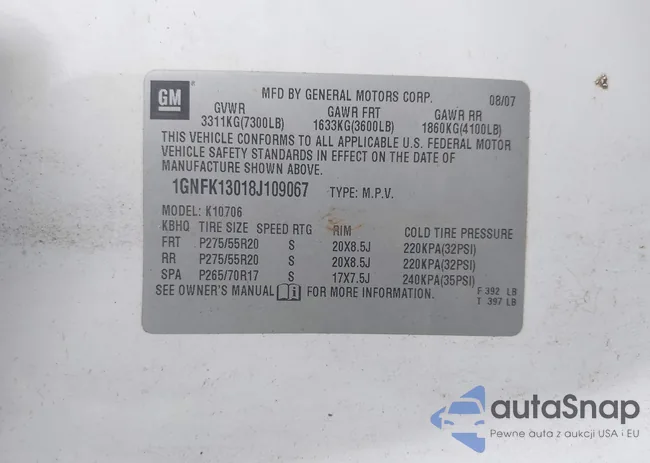 GM
MFD BY GENERAL MOTORS CORP. 08/07
GVWR GAWR FRT GAWR RR
3311KG(7300LB) 1633KG(3600LB) 1860KG(4100LB)
THIS VEHICLE CONFORMS TO ALL APPLICABLE U.S. FEDERAL MOTOR
VEHICLE SAFETY STANDARDS IN EFFECT ON THE DATE OF
MANUFACTURE SHOWN ABOVE.
1GNFK13018J109067 TYPE: M.P.V.
MODEL: K10706
KBHQ TIRE SIZE SPEED RTG RIM COLD TIRE PRESSURE
FRT P275/55R20 S 20X8.5J 220KPA(32PSI)
RR P275/55R20 S 20X8.5J 220KPA(32PSI)
SPA P265/70R17 S 17X7.5J 240KPA(35PSI)
SEE OWNER'S MANUAL FOR MORE INFORMATION.
F 392 LB
T 397 LB
autaSnap
Pewne auta z aukcji USA i EU